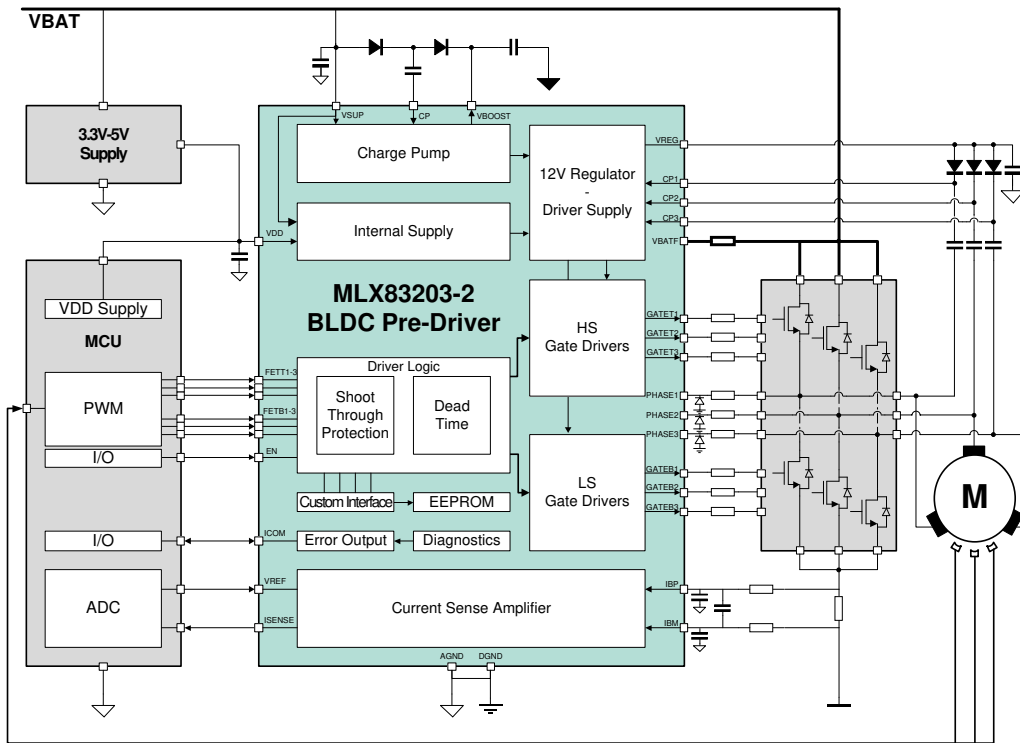 VBAT
3.3V-5V
Supply
VSUP
CP
VBOOST
Charge Pump
12V Regulator
-
Driver Supply
VREG
CP1
CP2
CP3
VBATF
Internal Supply
VDD
VDD Supply
MCU
MLX83203-2
BLDC Pre-Driver
HS
Gate Drivers
GATET1
GATET2
GATET3
PWM
FETT1-3
FETB1-3
Driver Logic
Shoot
Through
Protection
Dead
Time
PHASE1
PHASE2
PHASE3
I/O
EN
LS
Gate Drivers
GATEB1
GATEB2
GATEB3
M
Custom Interface
EEPROM
I/O
ICOM
Error Output
Diagnostics
ADC
VREF
ISENSE
Current Sense Amplifier
IBP
IBM
AGND
DGND